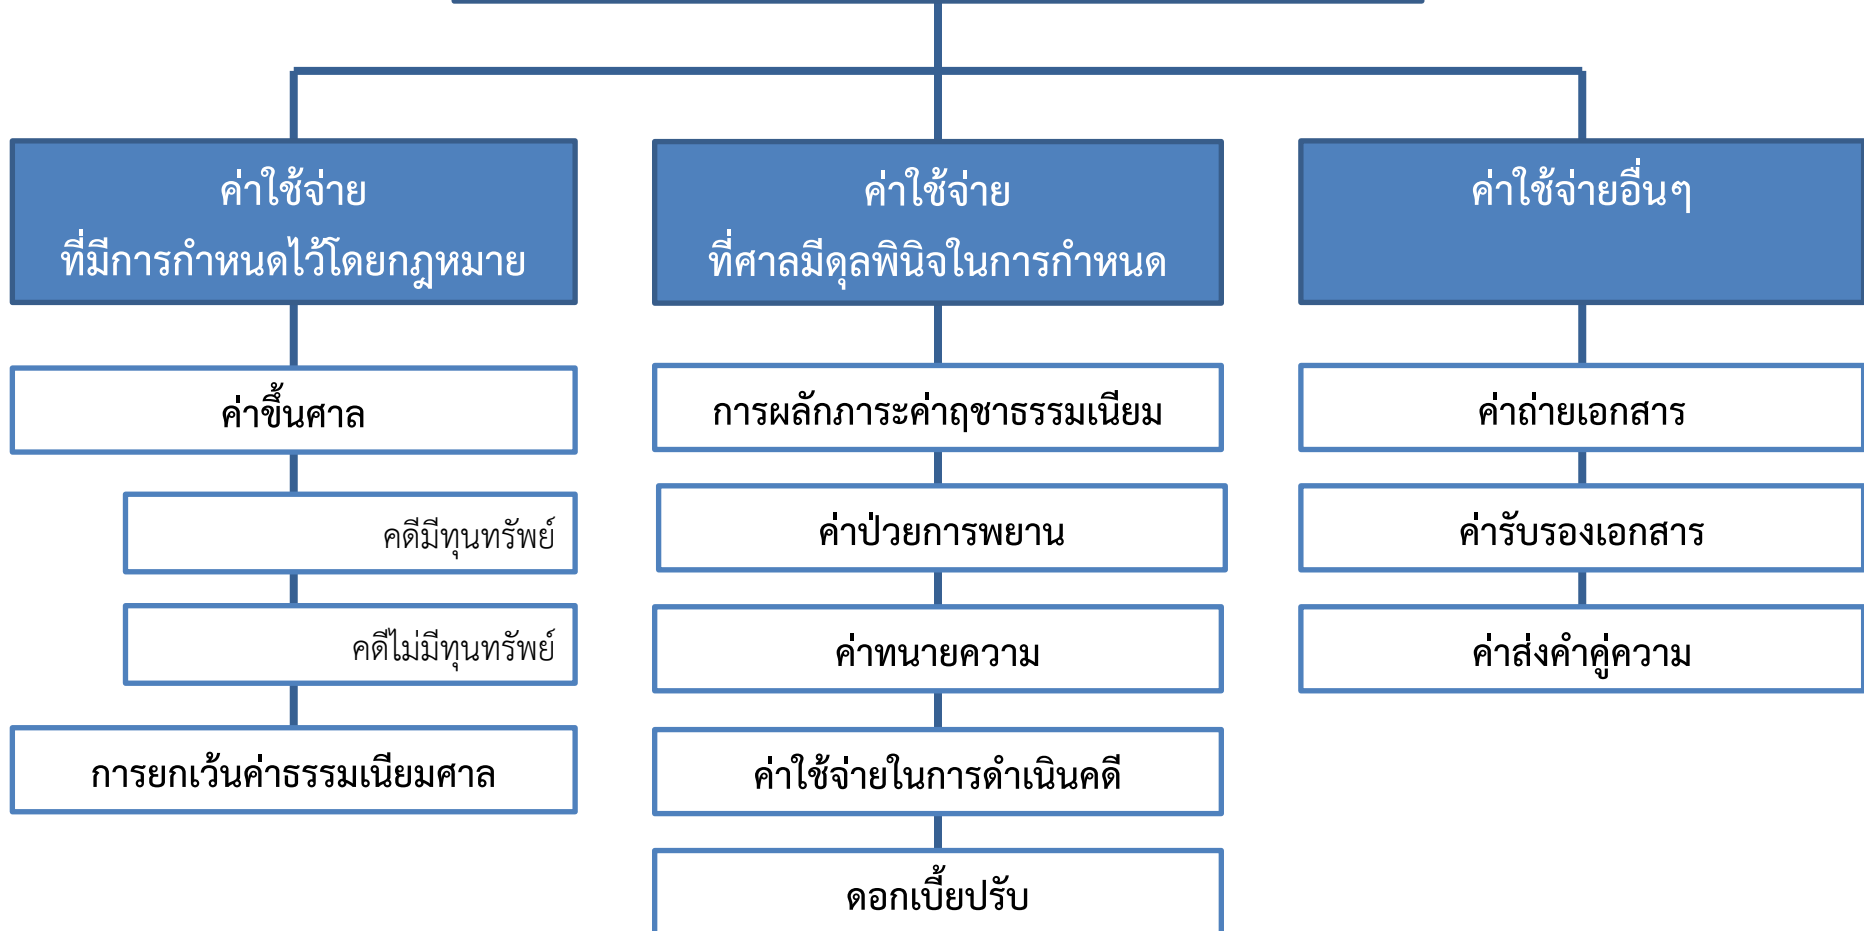 ค่าใช้จ่าย
ที่มีการกำหนดไว้โดยกฎหมาย
ค่าขึ้นศาล
คดีมีทุนทรัพย์
คดีไม่มีทุนทรัพย์
การยกเว้นค่าธรรมเนียมศาล
ค่าใช้จ่าย
ที่ศาลมีดุลพินิจในการกำหนด
การผลักภาระค่าฤชาธรรมเนียม
ค่าป่วยการพยาน
ค่าทนายความ
ค่าใช้จ่ายในการดำเนินคดี
ดอกเบี้ยปรับ
ค่าใช้จ่ายอื่นๆ
ค่าถ่ายเอกสาร
ค่ารับรองเอกสาร
ค่าส่งคำคู่ความ